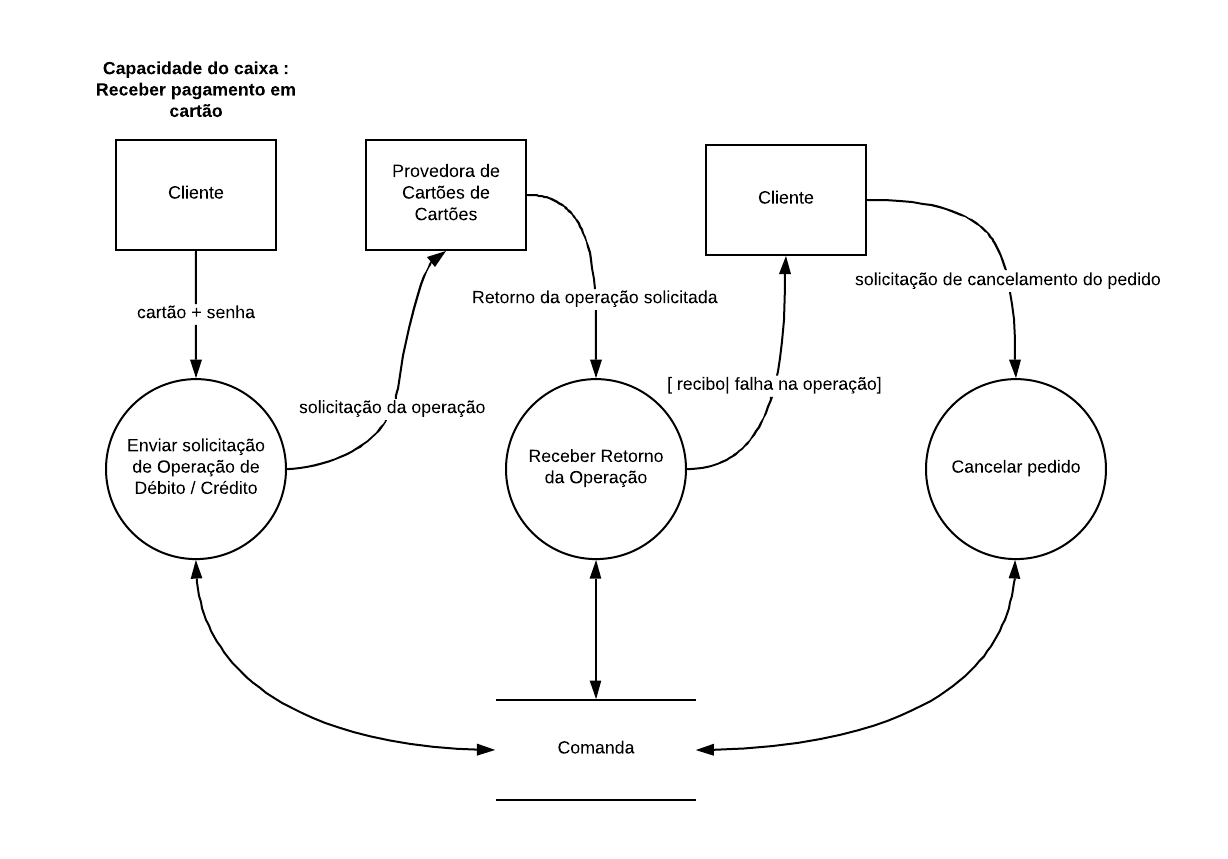 Capacidade do caixa :
Receber pagamento em
cartão
Cliente
Provedora de
Cartões de
Cartões
Cliente
cartão + senha
solicitação da operação
Retorno da operação solicitada
[ recibo| falha na operação]
solicitação de cancelamento do pedido
Enviar solicitação
de Operação de
Débito / Crédito
Receber Retorno
da Operação
Cancelar pedido
Comanda